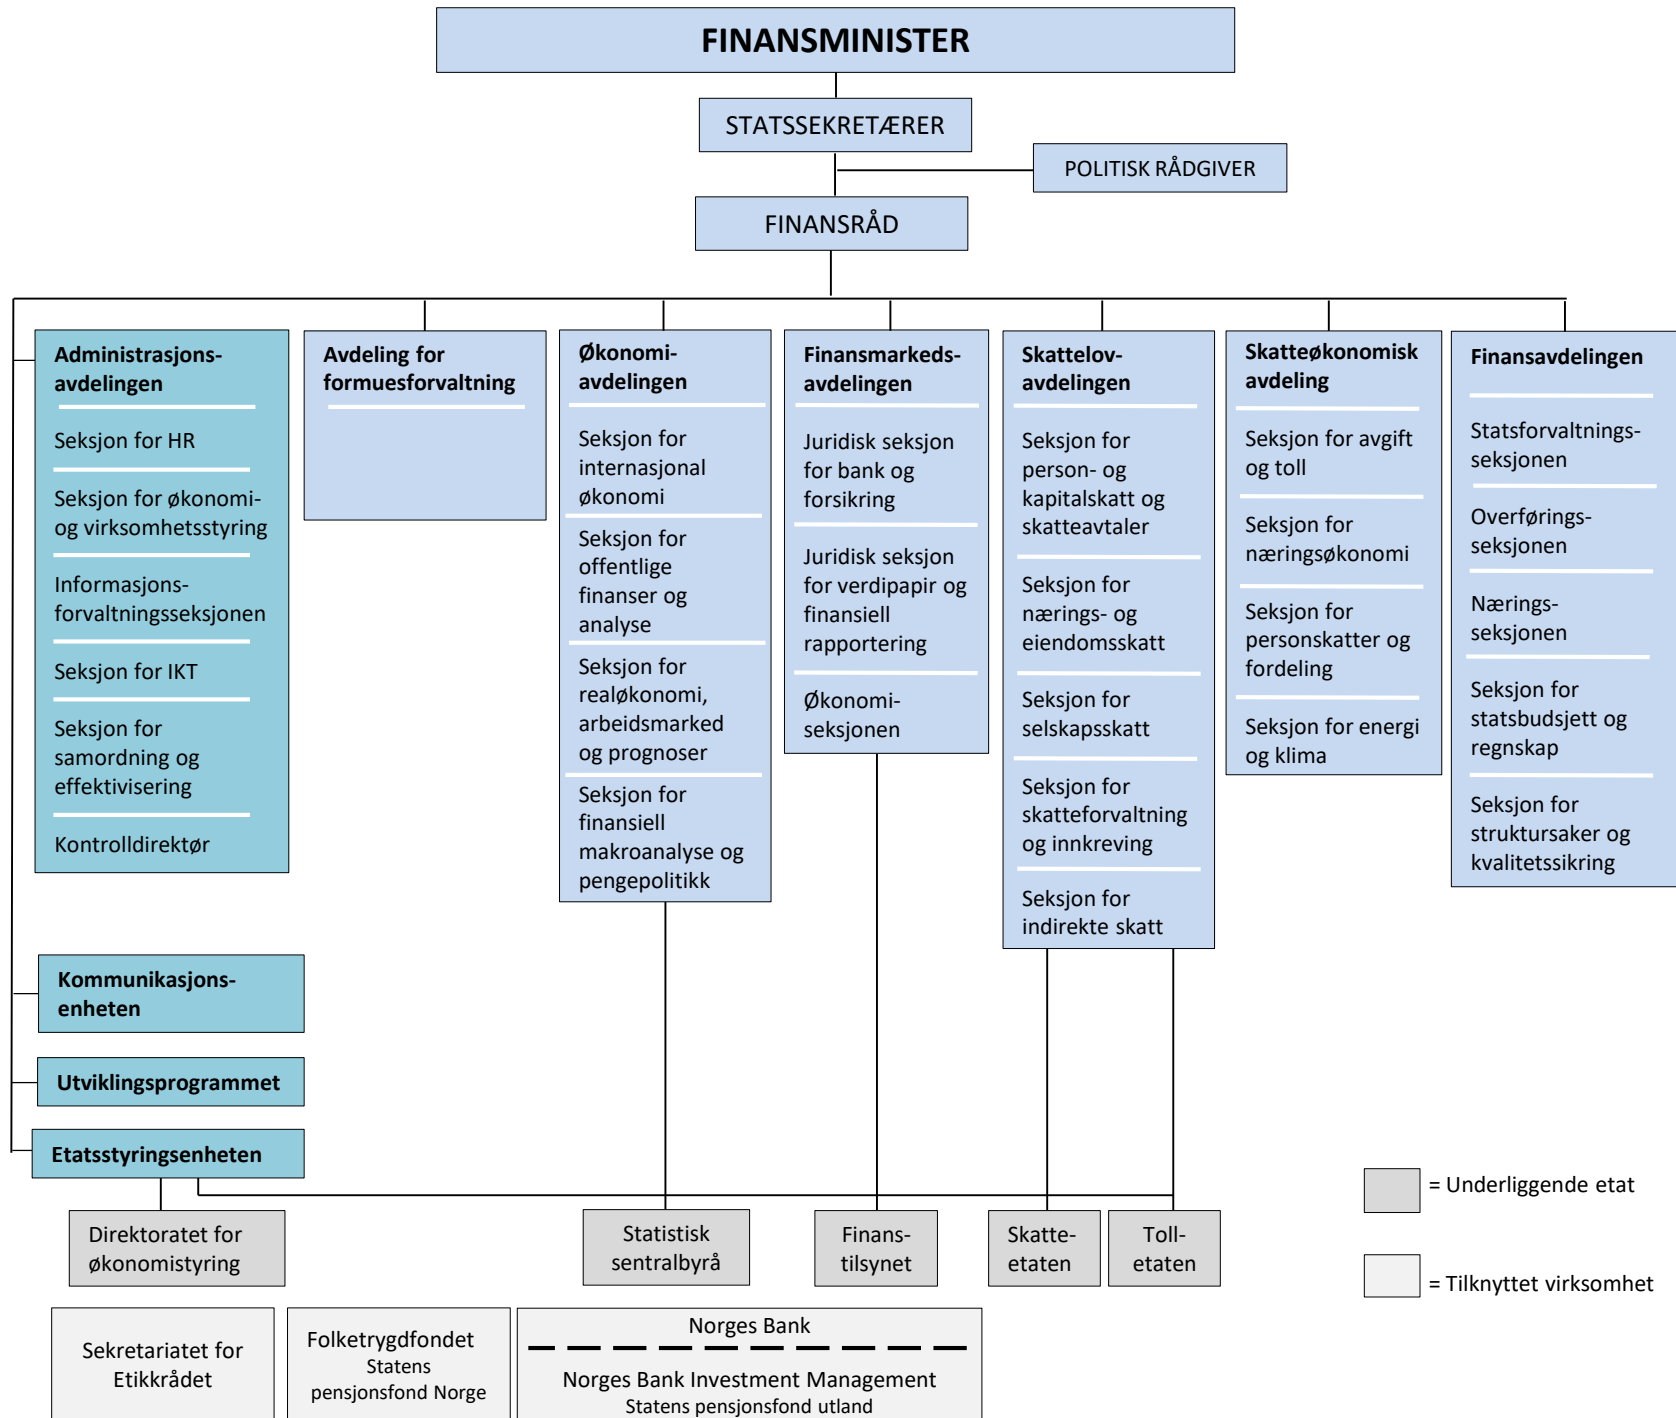 FINANSMINISTER
STATSSEKRETÆRER
POLITISK RÅDGIVER
FINANSRÅD
Administrasjons-
avdelingen
Seksjon for HR
Seksjon for økonomi-
og virksomhetsstyring
Informasjons-
forvaltningsseksjonen
Seksjon for IKT
Seksjon for
samordning og
effektivisering
Kontrolldirektør
Avdeling for
formuesforvaltning
Økonomi-
avdelingen
Seksjon for
internasjonal
økonomi
Seksjon for
offentlige
finanser og
analyse
Seksjon for
realøkonomi,
arbeidsmarked
og prognoser
Seksjon for
finansiell
makroanalyse og
pengepolitikk
Finansmarkeds-
avdelingen
Juridisk seksjon
for bank og
forsikring
Juridisk seksjon
for verdipapir og
finansiell
rapportering
Økonomi-
seksjonen
Skattelov-
avdelingen
Seksjon for
person- og
kapitalskatt og
skatteavtaler
Seksjon for
nærings- og
eiendomsskatt
Seksjon for
selskapsskatt
Seksjon for
skatteforvaltning
og innkreving
Seksjon for
indirekte skatt
Skatteøkonomisk
avdeling
Seksjon for avgift
og toll
Seksjon for
næringsøkonomi
Seksjon for
personskatter og
fordeling
Seksjon for energi
og klima
Finansavdelingen
Statsforvaltnings-
seksjonen
Overførings-
seksjonen
Nærings-
seksjonen
Seksjon for
statsbudsjett og
regnskap
Seksjon for
struktursaker og
kvalitetssikring
Kommunikasjons-
enheten
Utviklingsprogrammet
Etatsstyringsenheten
Direktoratet for
økonomistyring
Statistisk
sentralbyrå
Finans-
tilsynet
Skatte-
etaten
Toll-
etaten
= Underliggende etat
= Tilknyttet virksomhet
Sekretariatet for
Etikkrådet
Folketrygdfondet
Statens
pensjonsfond Norge
Norges Bank
Norges Bank Investment Management
Statens pensjonsfond utland